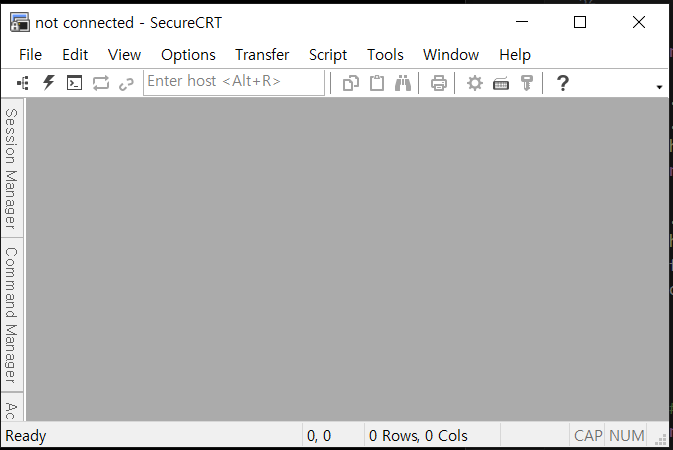 not connected - SecureCRT
File Edit View Options Transfer Script Tools Window Help
Enter host <Alt+R>
Session Manager
Command Manager
Ac
Ready 0, 0 0 Rows, 0 Cols CAP NUM